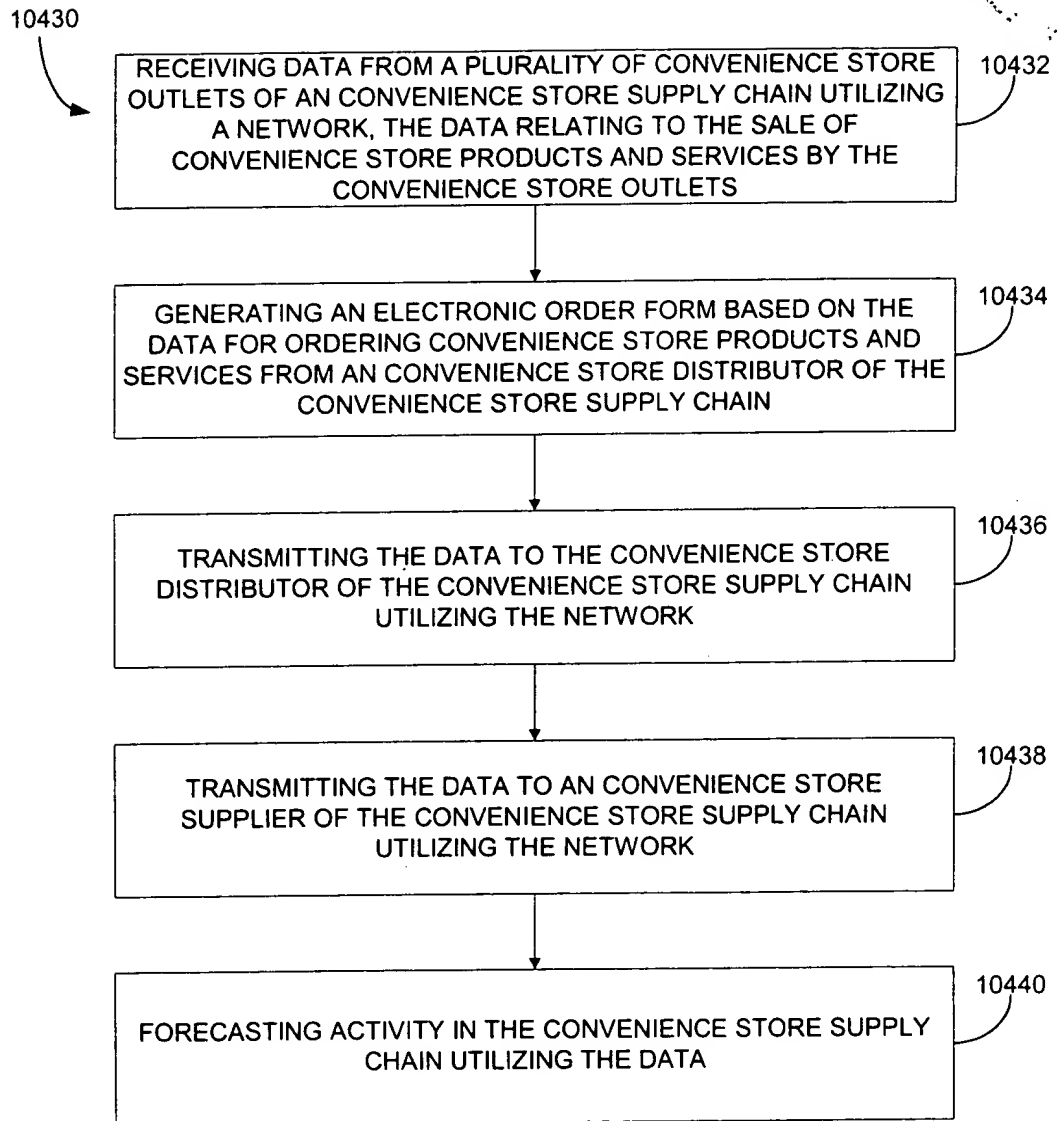 10430
RECEIVING DATA FROM A PLURALITY OF CONVENIENCE STORE
OUTLETS OF AN CONVENIENCE STORE SUPPLY CHAIN UTILIZING
A NETWORK, THE DATA RELATING TO THE SALE OF
CONVENIENCE STORE PRODUCTS AND SERVICES BY THE
CONVENIENCE STORE OUTLETS
10432
GENERATING AN ELECTRONIC ORDER FORM BASED ON THE
DATA FOR ORDERING CONVENIENCE STORE PRODUCTS AND
SERVICES FROM AN CONVENIENCE STORE DISTRIBUTOR OF THE
CONVENIENCE STORE SUPPLY CHAIN
10434
TRANSMITTING THE DATA TO THE CONVENIENCE STORE
DISTRIBUTOR OF THE CONVENIENCE STORE SUPPLY CHAIN
UTILIZING THE NETWORK
10436
TRANSMITTING THE DATA TO AN CONVENIENCE STORE
SUPPLIER OF THE CONVENIENCE STORE SUPPLY CHAIN
UTILIZING THE NETWORK
10438
FORECASTING ACTIVITY IN THE CONVENIENCE STORE SUPPLY
CHAIN UTILIZING THE DATA
10440